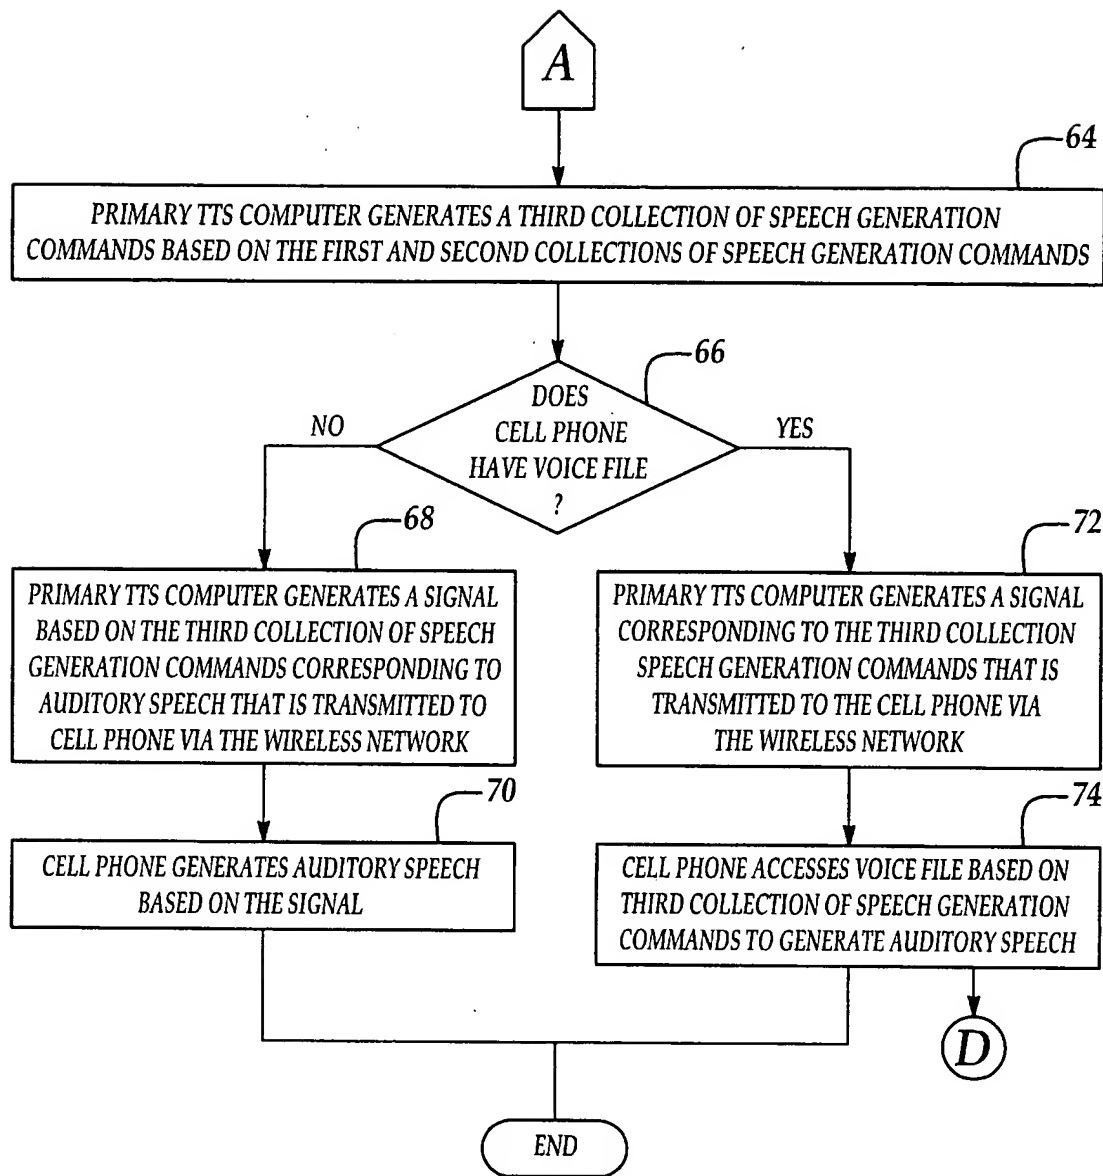 A
64
PRIMARY TTS COMPUTER GENERATES A THIRD COLLECTION OF SPEECH GENERATION
COMMANDS BASED ON THE FIRST AND SECOND COLLECTIONS OF SPEECH GENERATION COMMANDS
66
DOES
CELL PHONE
HAVE VOICE FILE
?
NO
YES
68
PRIMARY TTS COMPUTER GENERATES A SIGNAL
BASED ON THE THIRD COLLECTION OF SPEECH
GENERATION COMMANDS CORRESPONDING TO
AUDITORY SPEECH THAT IS TRANSMITTED TO
CELL PHONE VIA THE WIRELESS NETWORK
72
PRIMARY TTS COMPUTER GENERATES A SIGNAL
CORRESPONDING TO THE THIRD COLLECTION
SPEECH GENERATION COMMANDS THAT IS
TRANSMITTED TO THE CELL PHONE VIA
THE WIRELESS NETWORK
70
CELL PHONE GENERATES AUDITORY SPEECH
BASED ON THE SIGNAL
74
CELL PHONE ACCESSES VOICE FILE BASED ON
THIRD COLLECTION OF SPEECH GENERATION
COMMANDS TO GENERATE AUDITORY SPEECH
D
END